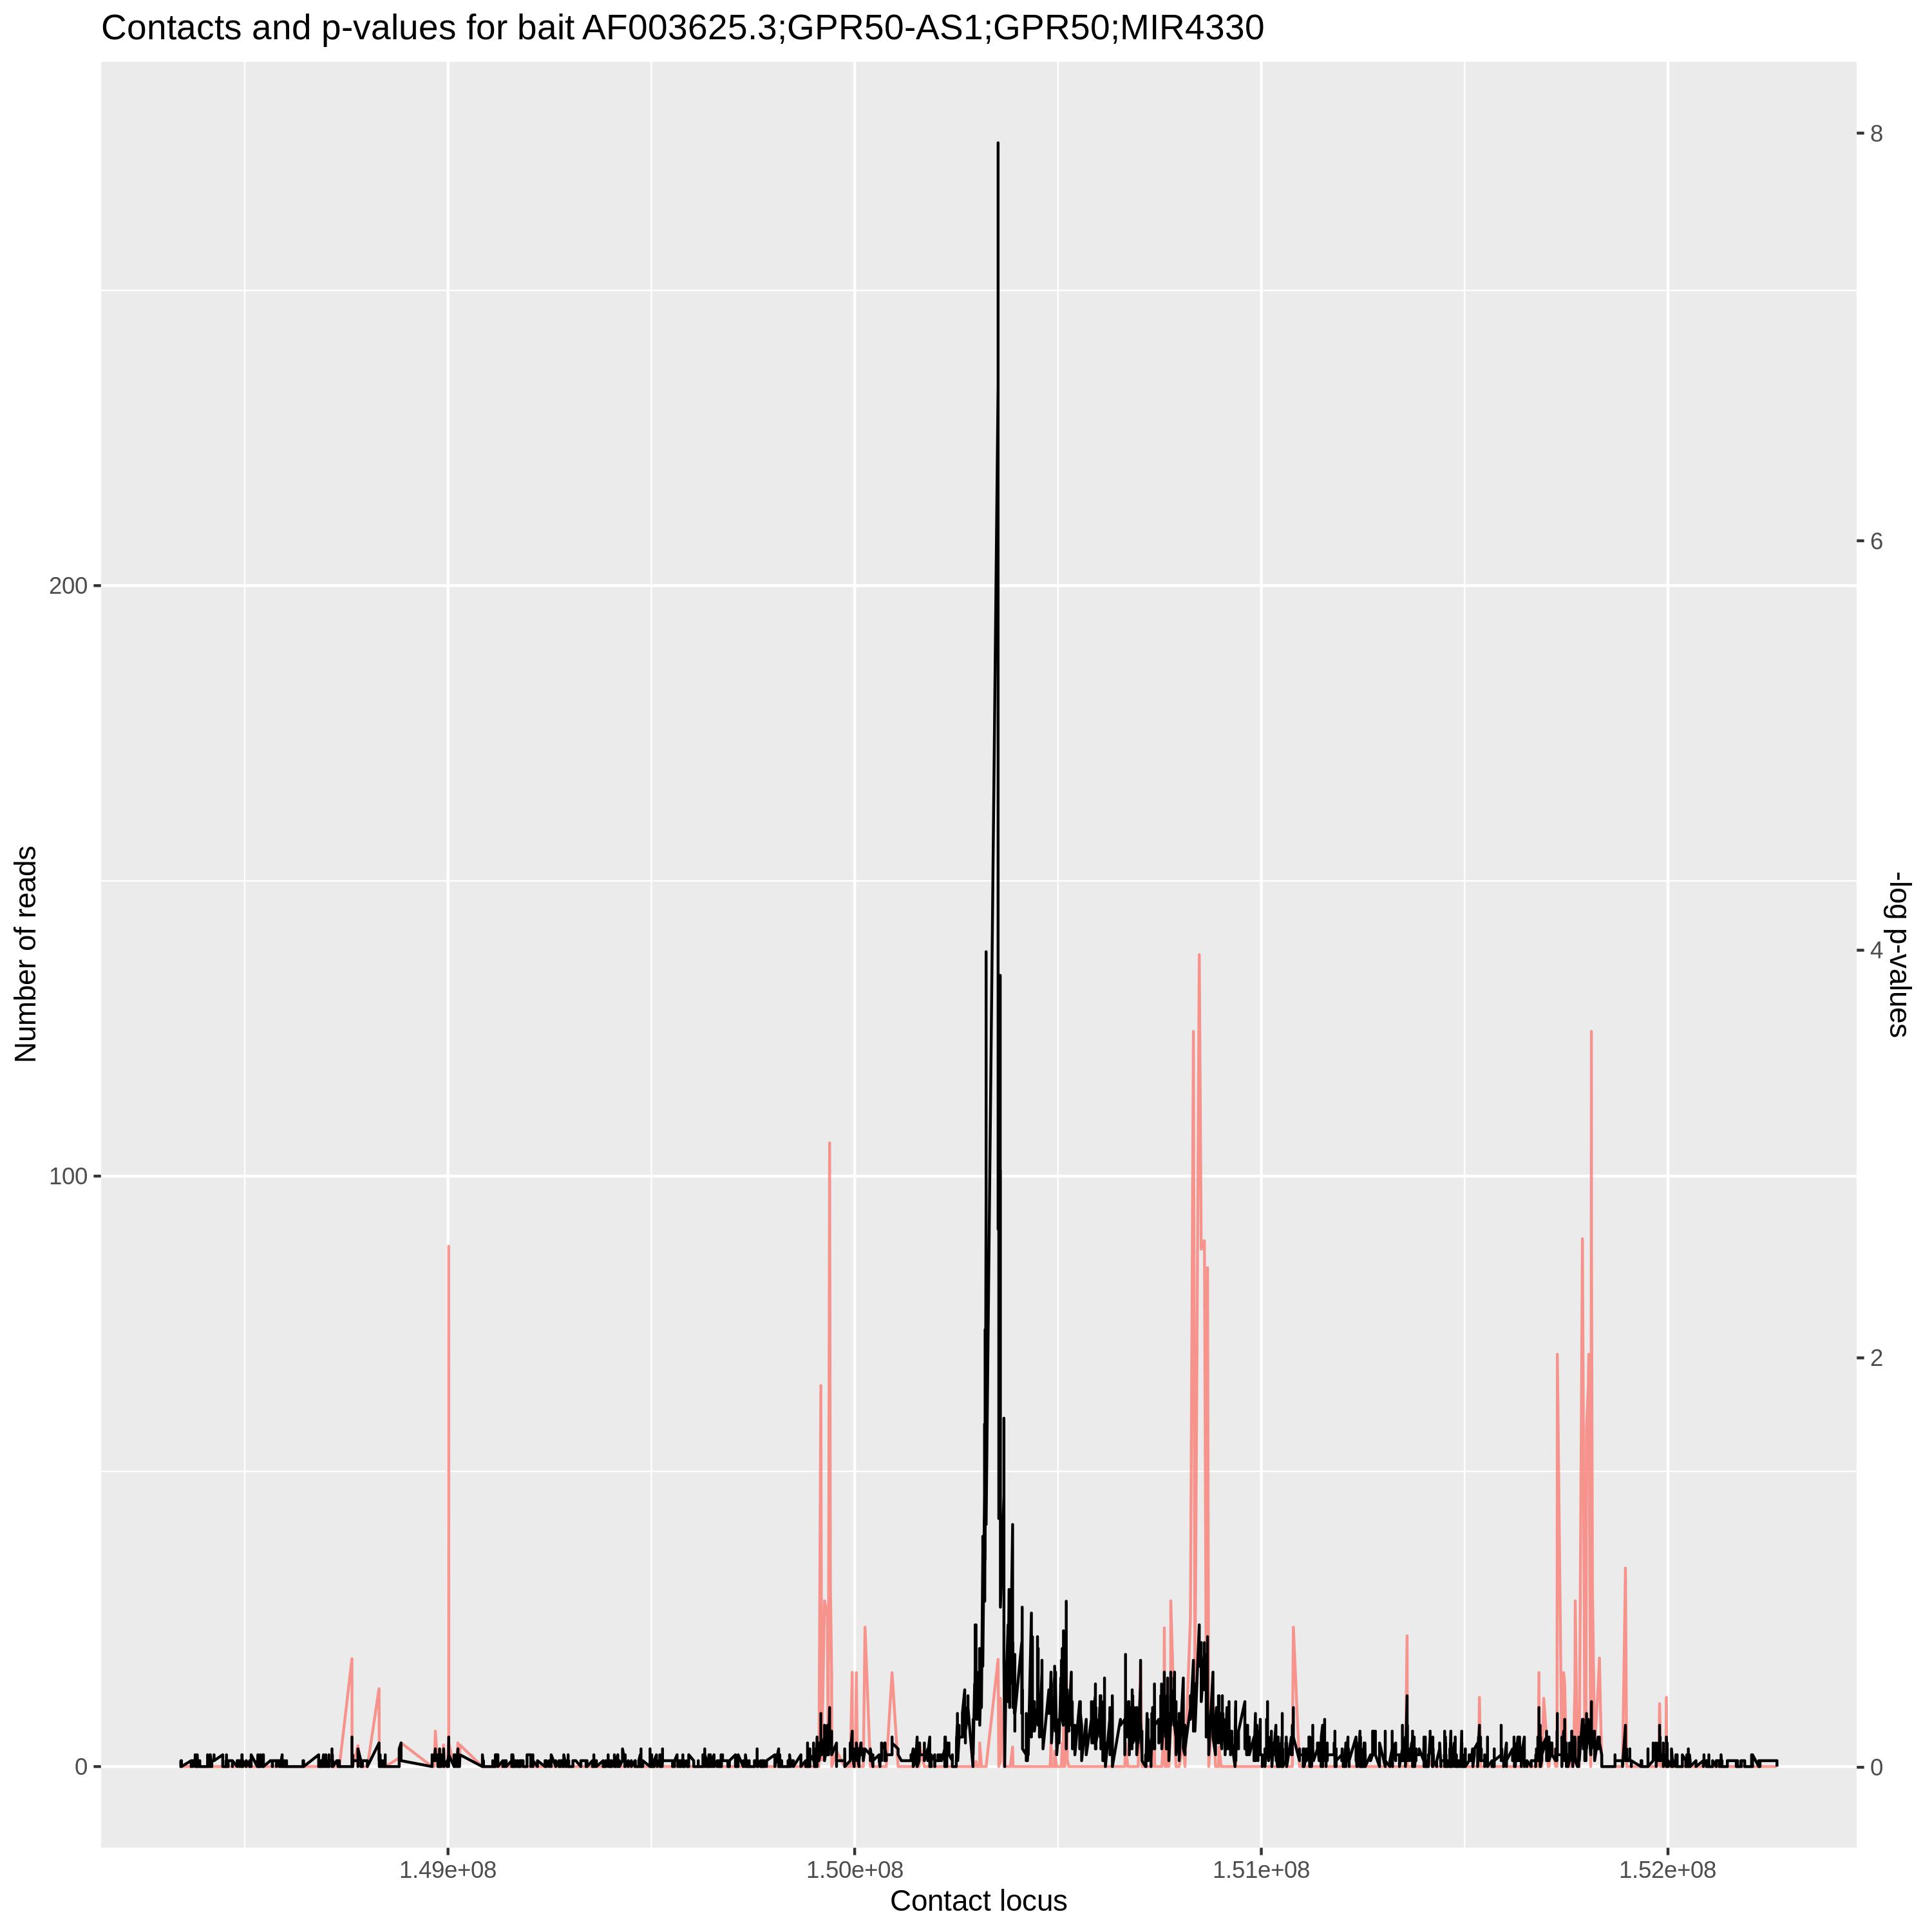 Contacts and p-values for bait AF003625.3;GPR50-AS1;GPR50;MIR4330
8
6
200
Number of reads
-log p-values
4
100
2
0
0
1.49e+08
1.50e+08
1.51e+08
1.52e+08
Contact locus